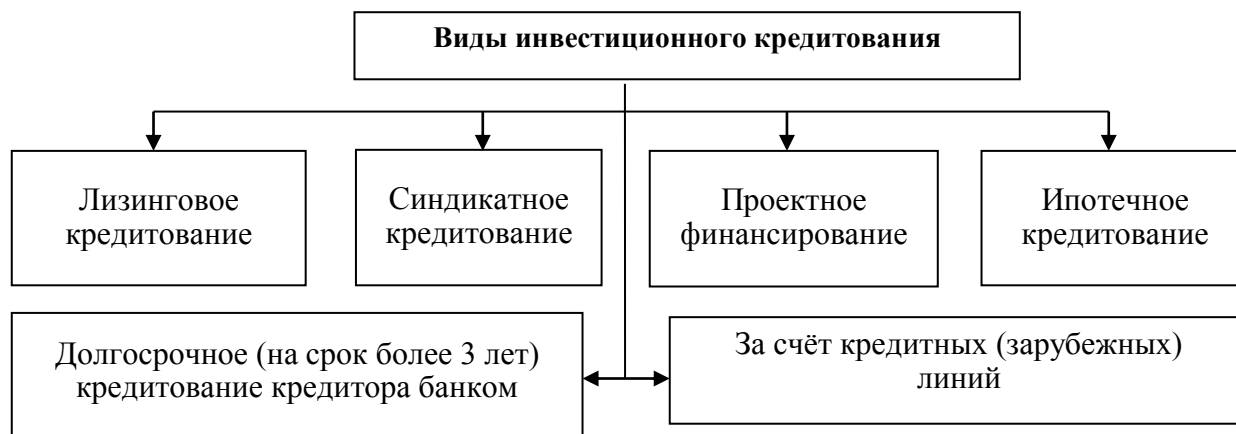 Виды инвестиционного кредитования
Лизинговое
кредитование
Синдикатное
кредитование
Проектное
финансирование
Ипотечное
кредитование
Долгосрочное (на срок более 3 лет)
кредитование кредитора банком
За счёт кредитных (зарубежных)
линий